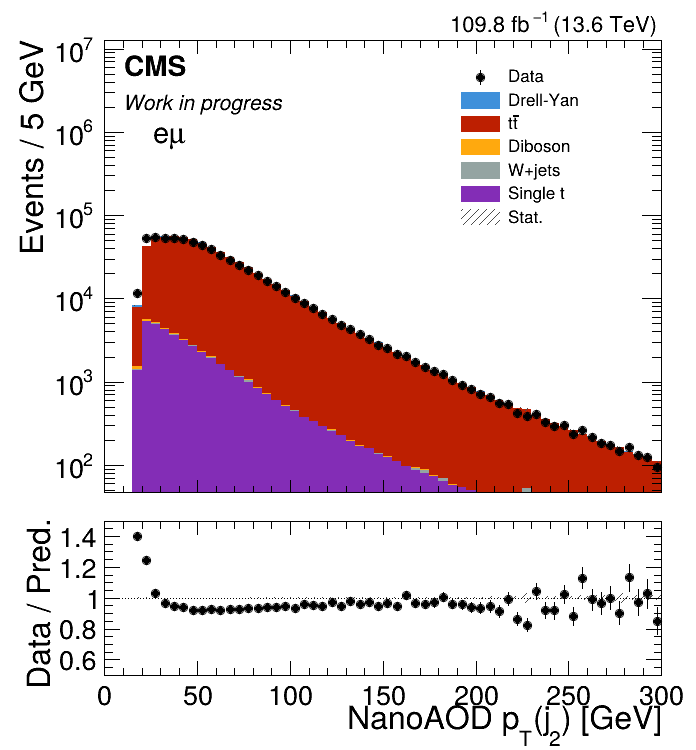 109.8 fb⁻¹ (13.6 TeV)
CMS
Work in progress
eμ
Data
Drell-Yan
tt̄
Diboson
W+jets
Single t
Stat.
Events / 5 GeV
10⁷
10⁶
10⁵
10⁴
10³
10²
Data / Pred.
1.4
1.2
1
0.8
0.6
0 50 100 150 200 250 300
NanoAOD p_T(j₂) [GeV]